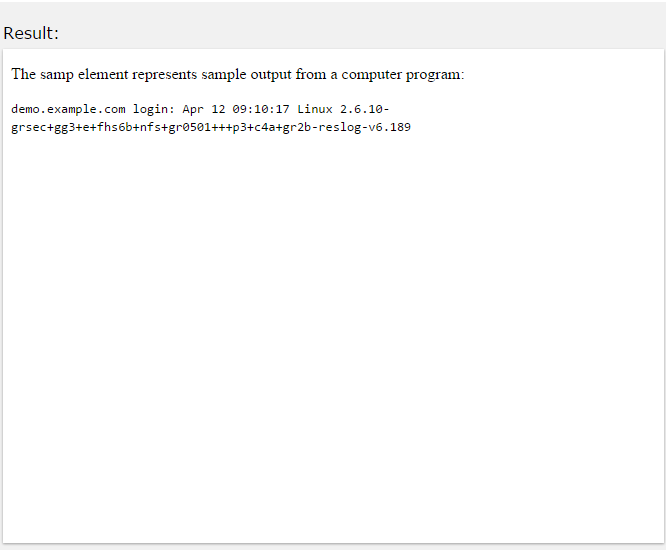 Result:
The samp element represents sample output from a computer program:
demo.example.com login: Apr 12 09:10:17 Linux 2.6.10-
grsec+gg3+e+fhs6b+nfs+gr0501+++p3+c4a+gr2b-reslog-v6.189